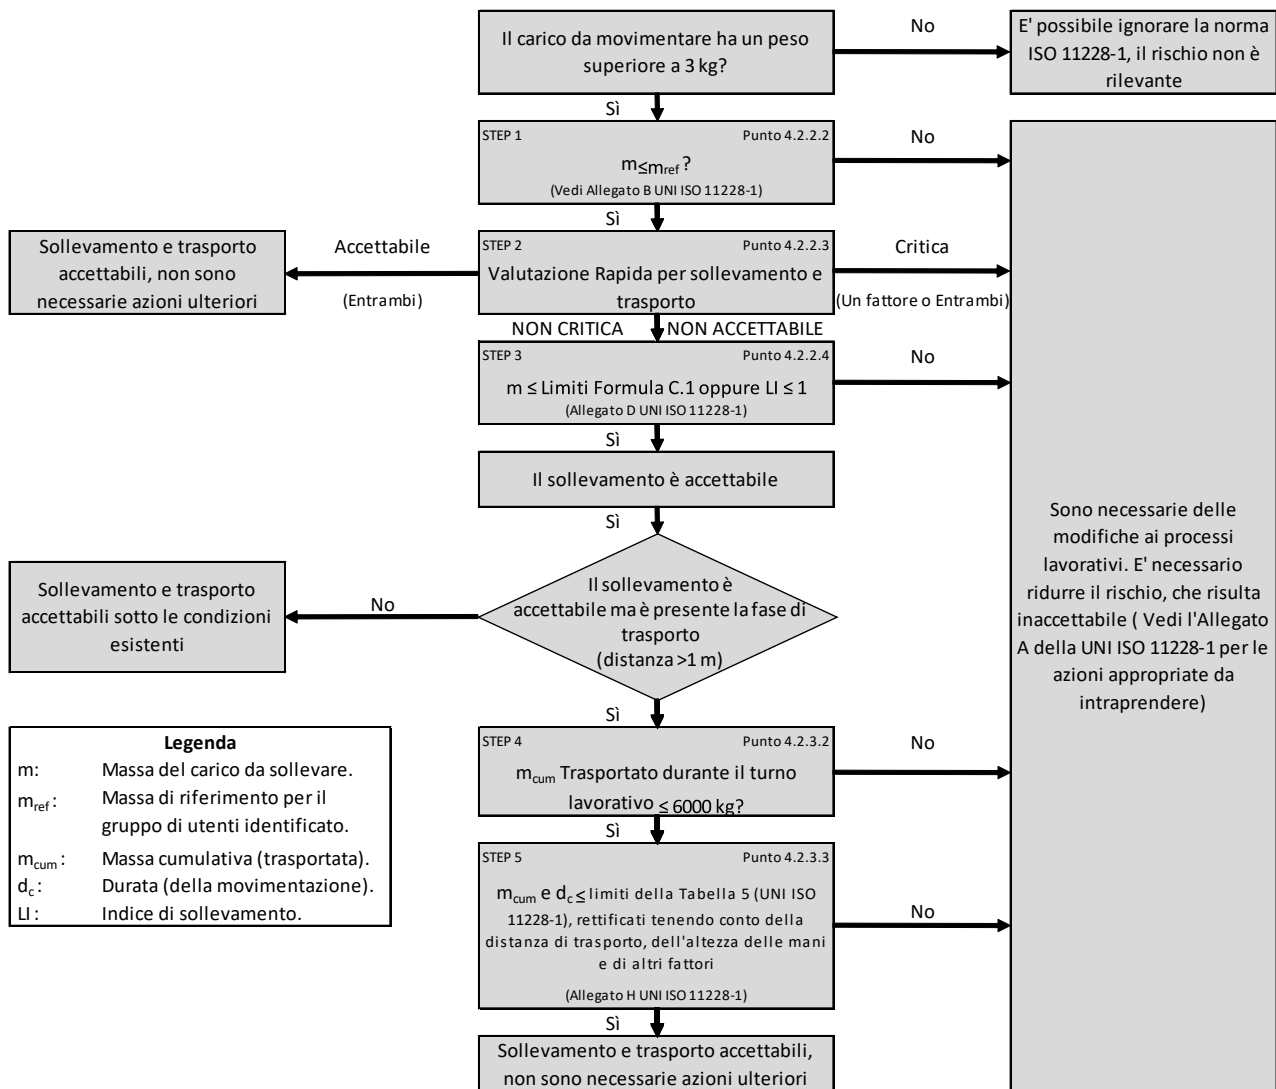 Il carico da movimentare ha un peso
superiore a 3 kg?
No
E' possibile ignorare la norma
ISO 11228-1, il rischio non è
rilevante
Sì
STEP 1 Punto 4.2.2.2
m≤mref ?
(Vedi Allegato B UNI ISO 11228-1)
No
Sì
Sollevamento e trasporto
accettabili, non sono
necessarie azioni ulteriori
Accettabile
(Entrambi)
STEP 2 Punto 4.2.2.3
Valutazione Rapida per sollevamento e
trasporto
Critica
(Un fattore o Entrambi)
NON CRITICA NON ACCETTABILE
STEP 3 Punto 4.2.2.4
m ≤ Limiti Formula C.1 oppure LI ≤ 1
(Allegato D UNI ISO 11228-1)
No
Sì
Il sollevamento è accettabile
Sì
Il sollevamento è
accettabile ma è presente la fase di
trasporto
(distanza >1 m)
No
Sollevamento e trasporto
accettabili sotto le condizioni
esistenti
Sono necessarie delle
modifiche ai processi
lavorativi. E' necessario
ridurre il rischio, che risulta
inaccettabile ( Vedi l'Allegato
A della UNI ISO 11228-1 per le
azioni appropriate da
intraprendere)
Sì
STEP 4 Punto 4.2.3.2
mcum Trasportato durante il turno
lavorativo ≤ 6000 kg?
No
Sì
STEP 5 Punto 4.2.3.3
mcum e dc ≤ limiti della Tabella 5 (UNI ISO
11228-1), rettificati tenendo conto della
distanza di trasporto, dell'altezza delle mani
e di altri fattori
(Allegato H UNI ISO 11228-1)
No
Sì
Sollevamento e trasporto accettabili,
non sono necessarie azioni ulteriori
Legenda
m: Massa del carico da sollevare.
mref : Massa di riferimento per il
gruppo di utenti identificato.
mcum : Massa cumulativa (trasportata).
dc : Durata (della movimentazione).
LI : Indice di sollevamento.